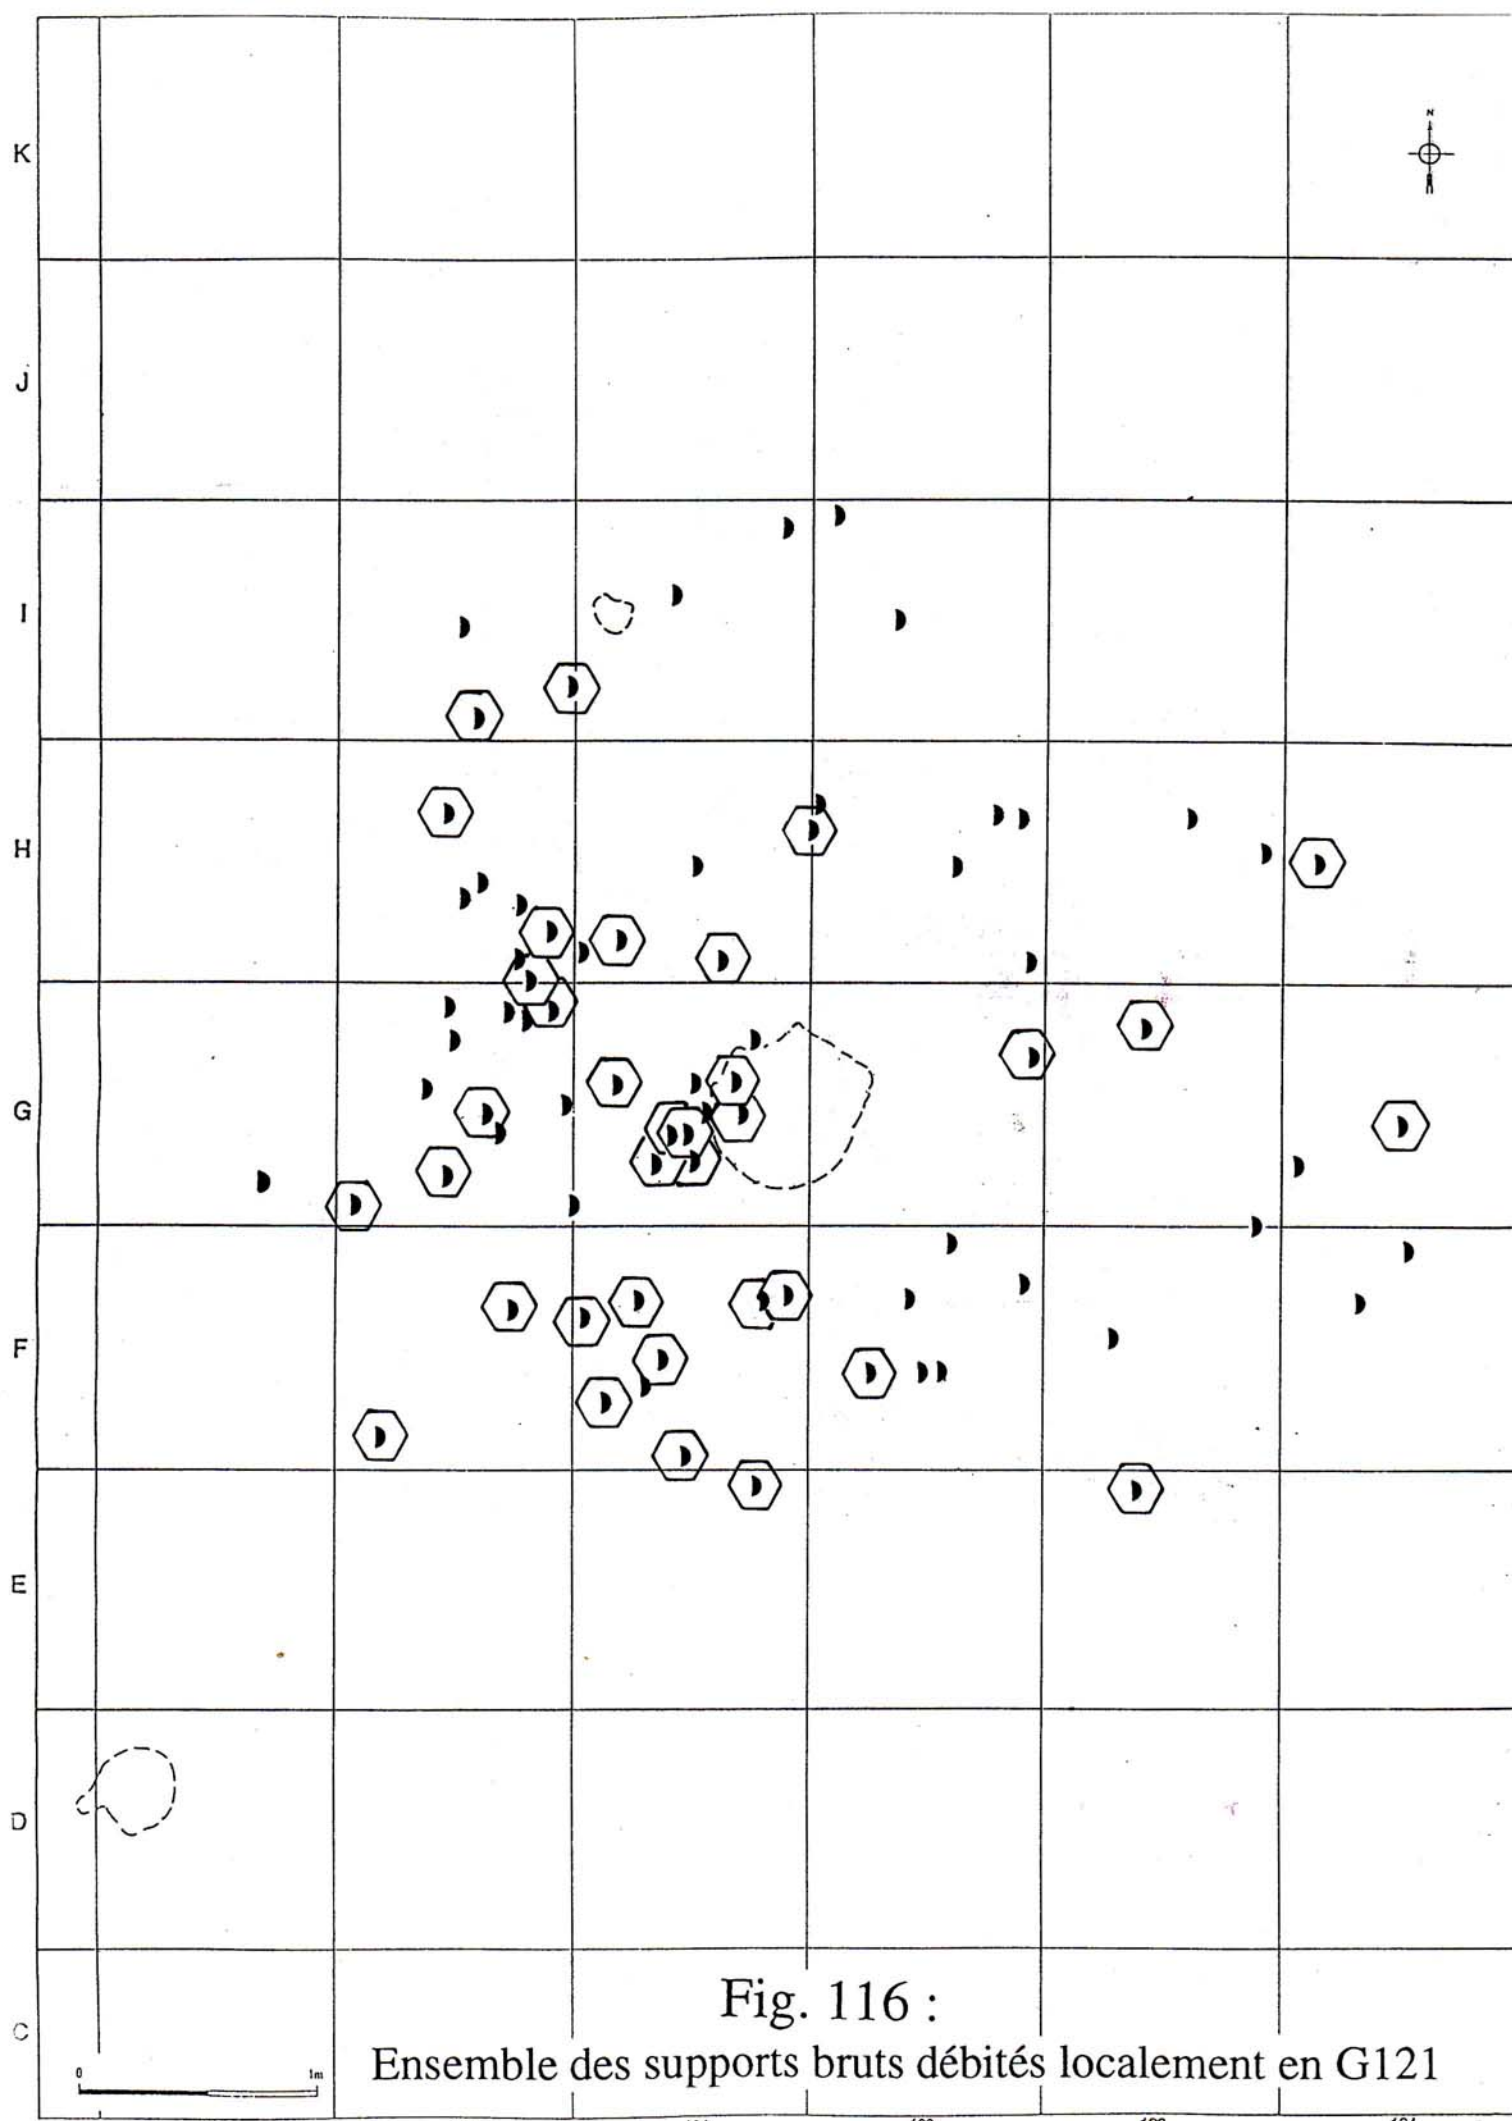 N
K
J
I
H
G
F
E
D
C
Fig. 116 :
Ensemble des supports bruts débités localement en G121
0 1m